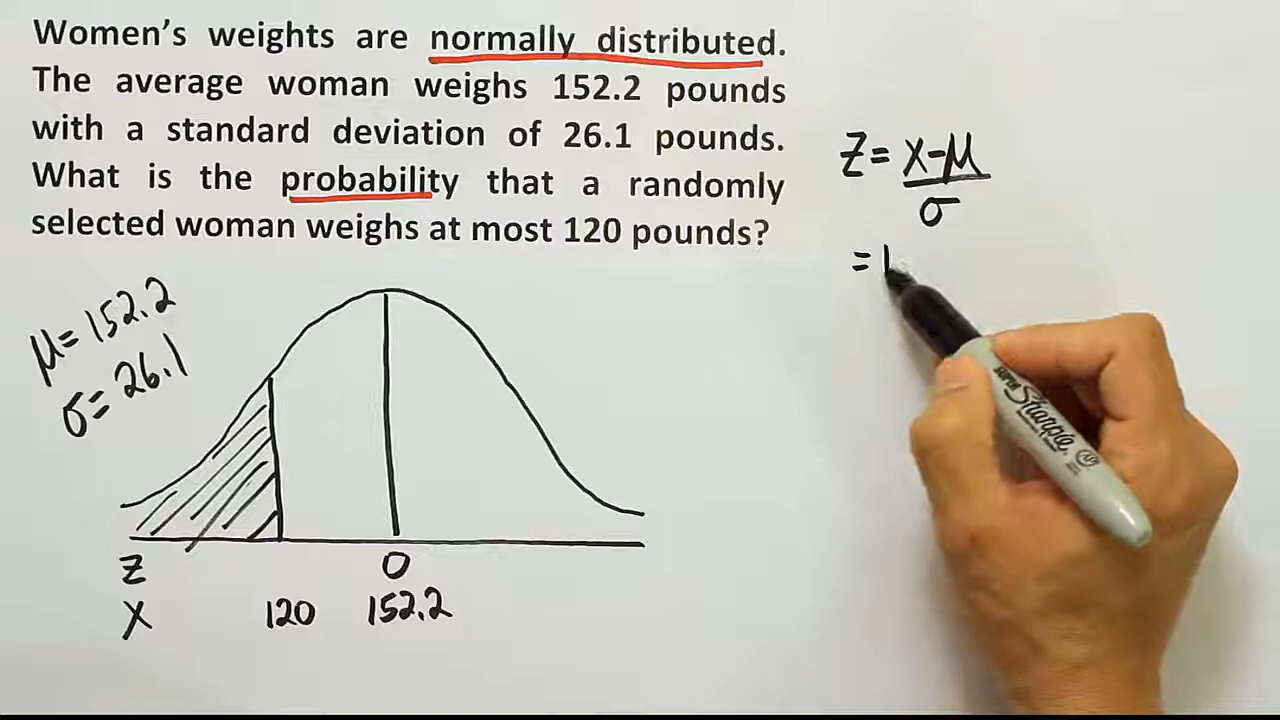 Women's weights are normally distributed.
The average woman weighs 152.2 pounds
with a standard deviation of 26.1 pounds.
What is the probability that a randomly
selected woman weighs at most 120 pounds?
Z = X-μ
σ
=
μ=152.2
σ=26.1
Z 0
X 120 152.2
SUPER Sharpie